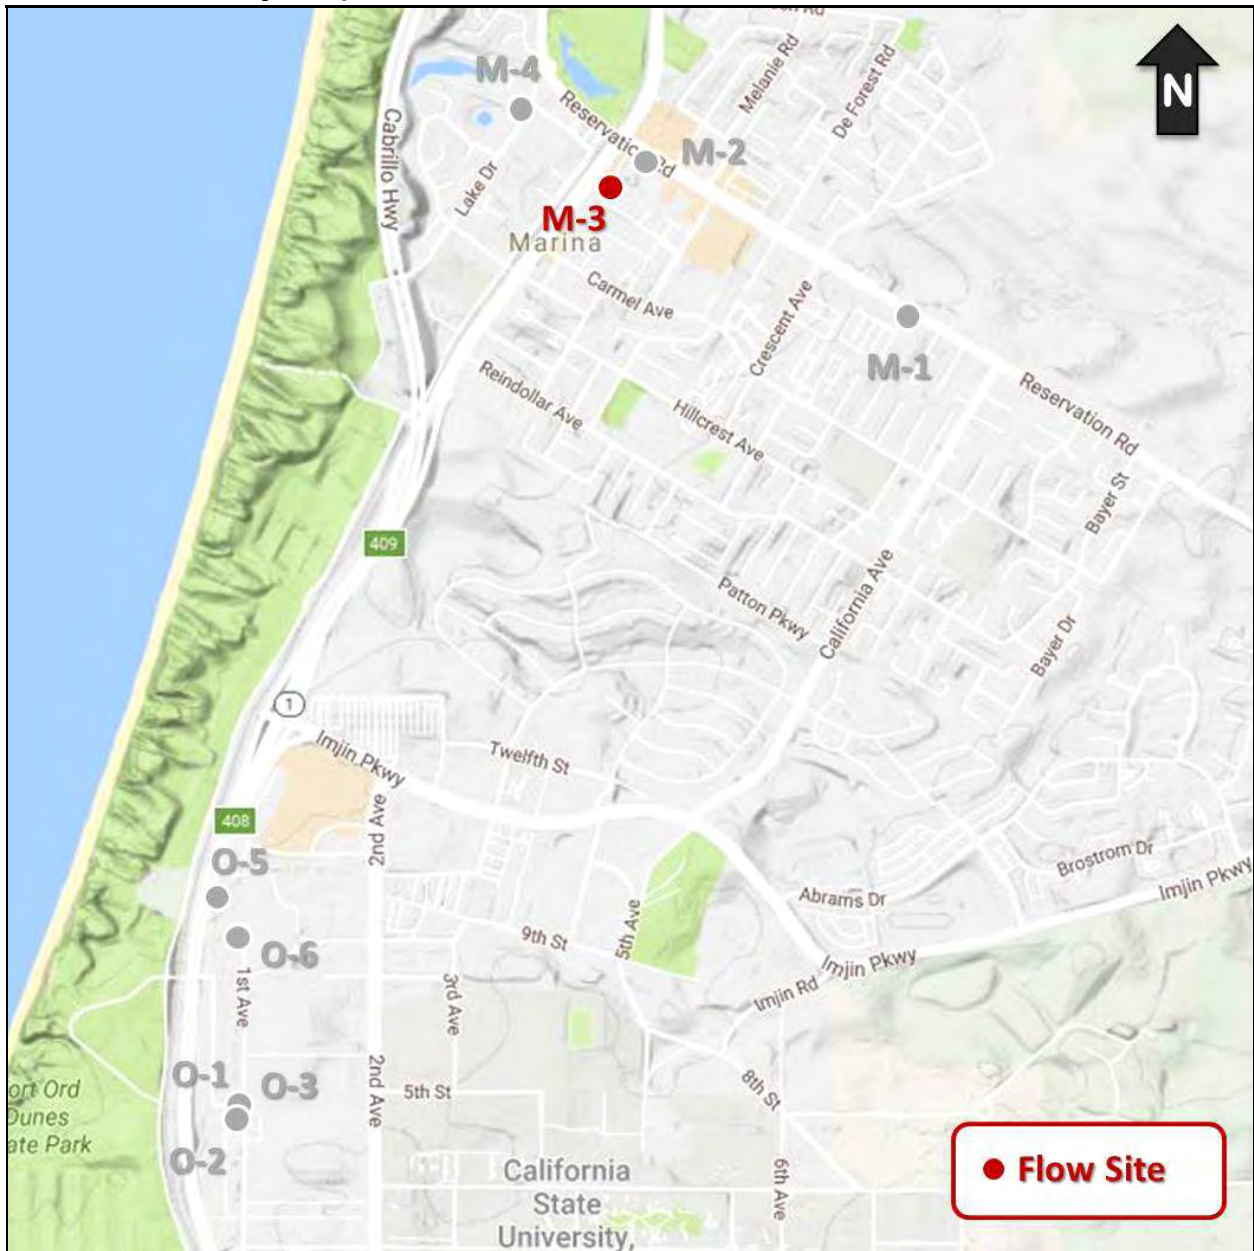 Melanie Rd
De Forest Rd
N
M-4
Cabrillo Hwy
Reservatic
Rd
M-2
Lake Dr
M-3
Marina
Carmel Ave
Crescent Ave
M-1
Reindollar Ave
Hillcrest Ave
Reservation Rd
Bayer St
409
Patton Pkwy
California Ave
Bayer Dr
1
Imjin Pkwy
Twelfth St
2nd Ave
408
O-5
Brostrom Dr
Imjin Pkwy
Abrams Dr
9th St
5th Ave
O-6
Imjin Pkwy
Imjin Rd
1st Ave
3rd Ave
O-1
O-3
2nd Ave
5th St
8th St
ort Ord
Dunes
ate Park
O-2
6th Ave
California
State
University,
Flow Site